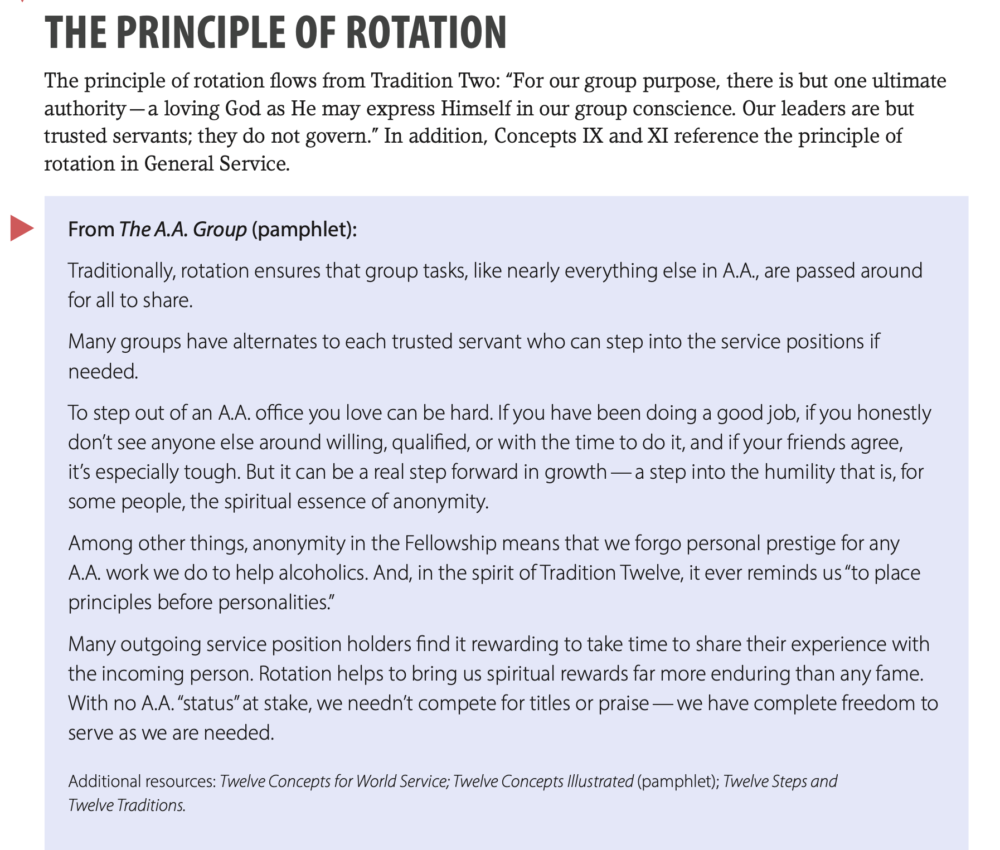 THE PRINCIPLE OF ROTATION
The principle of rotation flows from Tradition Two: “For our group purpose, there is but one ultimate
authority — a loving God as He may express Himself in our group conscience. Our leaders are but
trusted servants; they do not govern.” In addition, Concepts IX and XI reference the principle of
rotation in General Service.
From The A.A. Group (pamphlet):
Traditionally, rotation ensures that group tasks, like nearly everything else in A.A., are passed around
for all to share.
Many groups have alternates to each trusted servant who can step into the service positions if
needed.
To step out of an A.A. office you love can be hard. If you have been doing a good job, if you honestly
don’t see anyone else around willing, qualified, or with the time to do it, and if your friends agree,
it’s especially tough. But it can be a real step forward in growth — a step into the humility that is, for
some people, the spiritual essence of anonymity.
Among other things, anonymity in the Fellowship means that we forgo personal prestige for any
A.A. work we do to help alcoholics. And, in the spirit of Tradition Twelve, it ever reminds us “to place
principles before personalities.”
Many outgoing service position holders find it rewarding to take time to share their experience with
the incoming person. Rotation helps to bring us spiritual rewards far more enduring than any fame.
With no A.A. “status” at stake, we needn’t compete for titles or praise — we have complete freedom to
serve as we are needed.
Additional resources: Twelve Concepts for World Service; Twelve Concepts Illustrated (pamphlet); Twelve Steps and
Twelve Traditions.